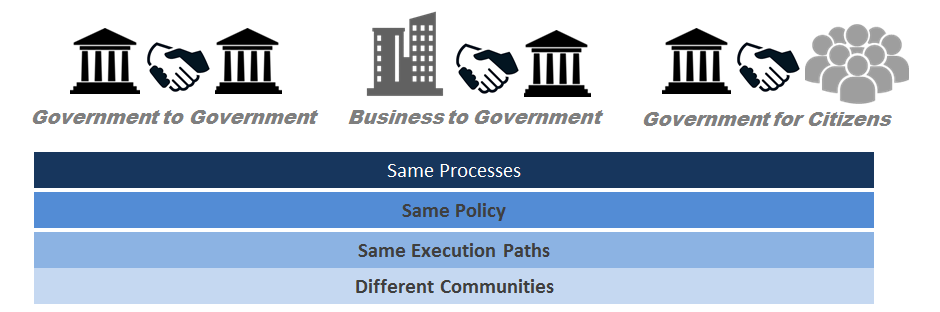 Government to Government
Business to Government
Government for Citizens
Same Processes
Same Policy
Same Execution Paths
Different Communities